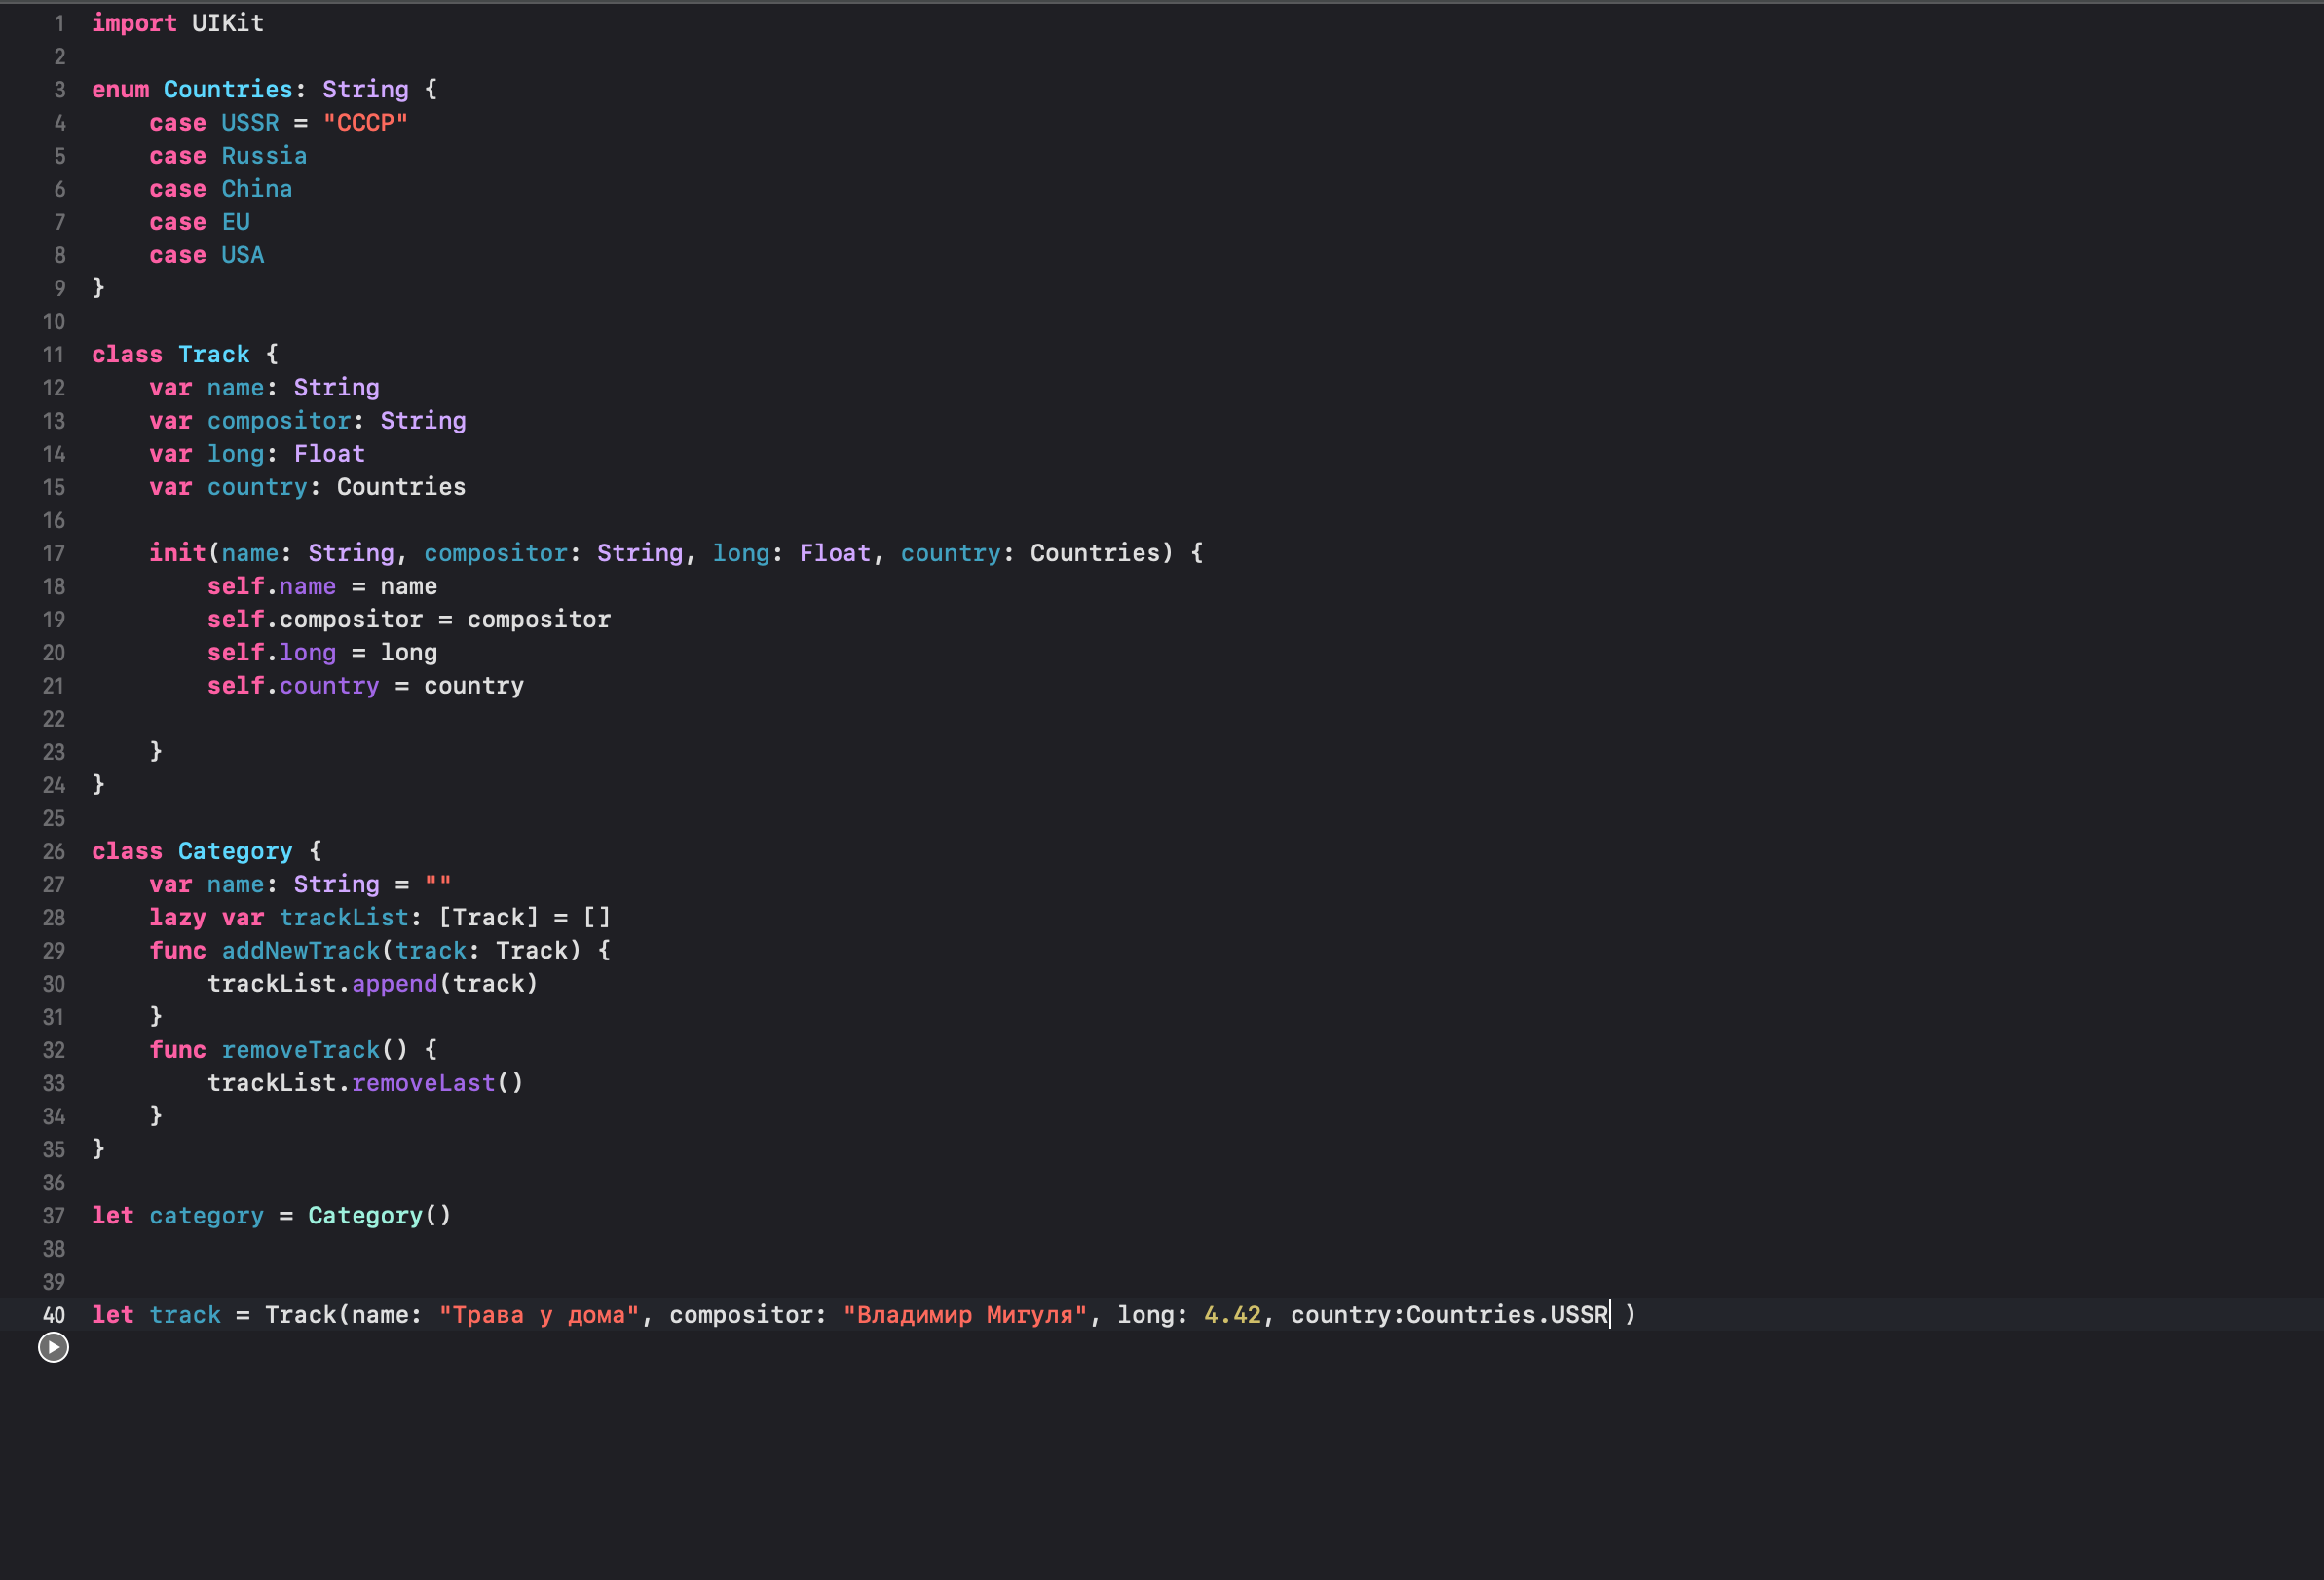 1 import UIKit
2
3 enum Countries: String {
4     case USSR = "СССР"
5     case Russia
6     case China
7     case EU
8     case USA
9 }
10
11 class Track {
12     var name: String
13     var compositor: String
14     var long: Float
15     var country: Countries
16
17     init(name: String, compositor: String, long: Float, country: Countries) {
18         self.name = name
19         self.compositor = compositor
20         self.long = long
21         self.country = country
22
23     }
24 }
25
26 class Category {
27     var name: String = ""
28     lazy var trackList: [Track] = []
29     func addNewTrack(track: Track) {
30         trackList.append(track)
31     }
32     func removeTrack() {
33         trackList.removeLast()
34     }
35 }
36
37 let category = Category()
38
39
40 let track = Track(name: "Трава у дома", compositor: "Владимир Мигуля", long: 4.42, country:Countries.USSR )